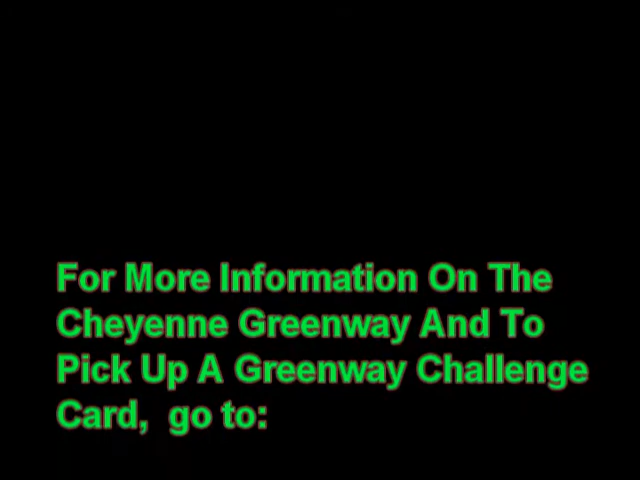 For More Information On The
Cheyenne Greenway And To
Pick Up A Greenway Challenge
Card,  go to: